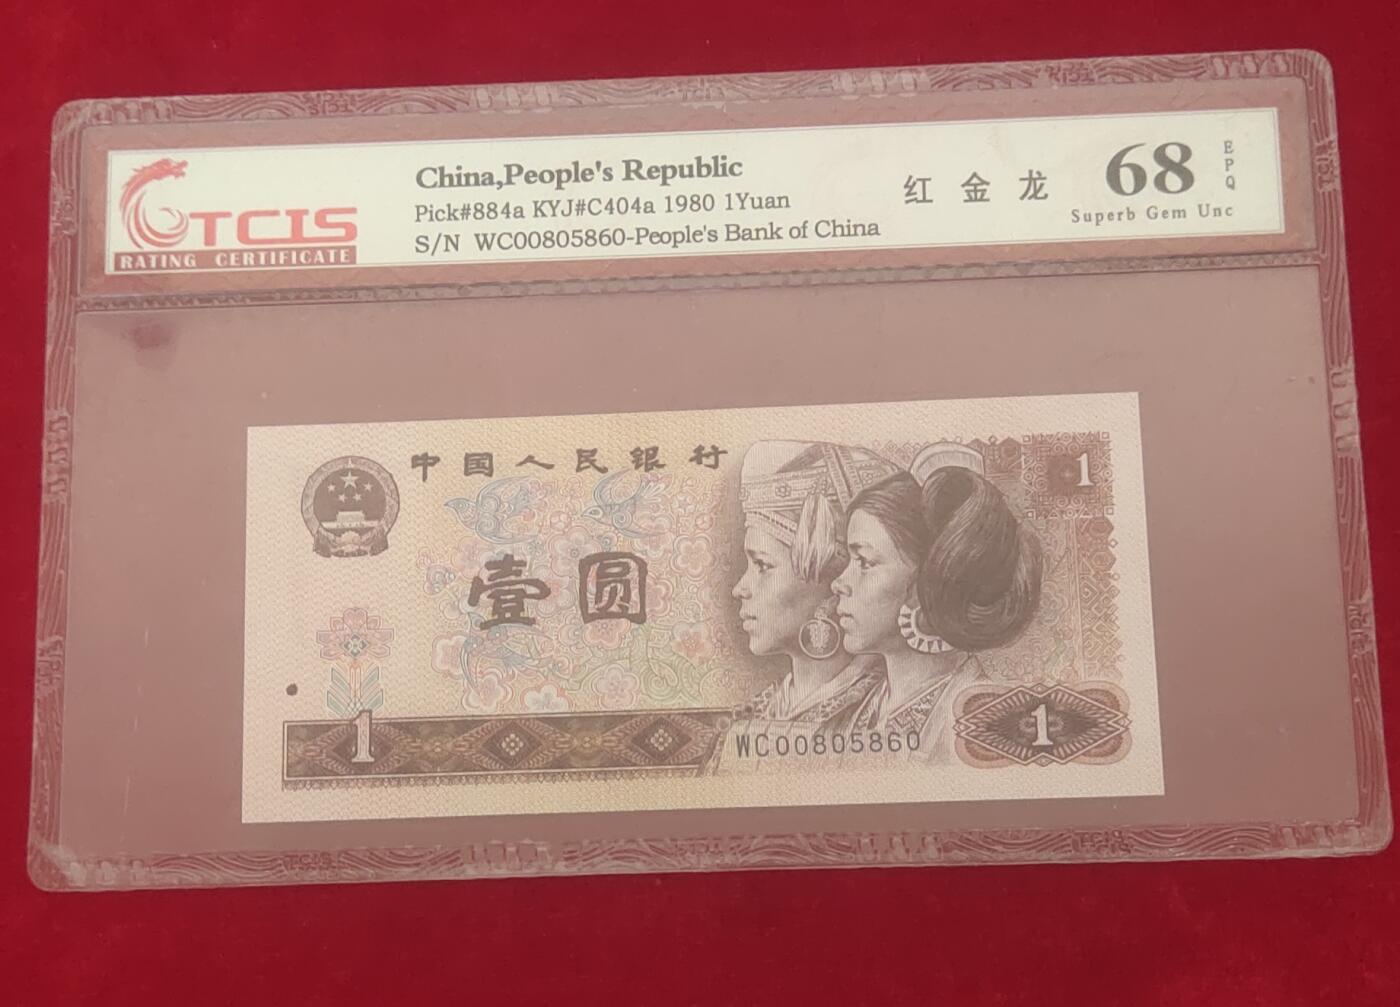 TCIS
RATING CERTIFICATE
China,People's Republic
Pick#884a KYJ#C404a 1980 1Yuan
S/N WC00805860-People's Bank of China
红金龙
68
EPQ
Superb Gem Unc
中国人民银行
1
壹圆
1
WC00805860
1
TCIS